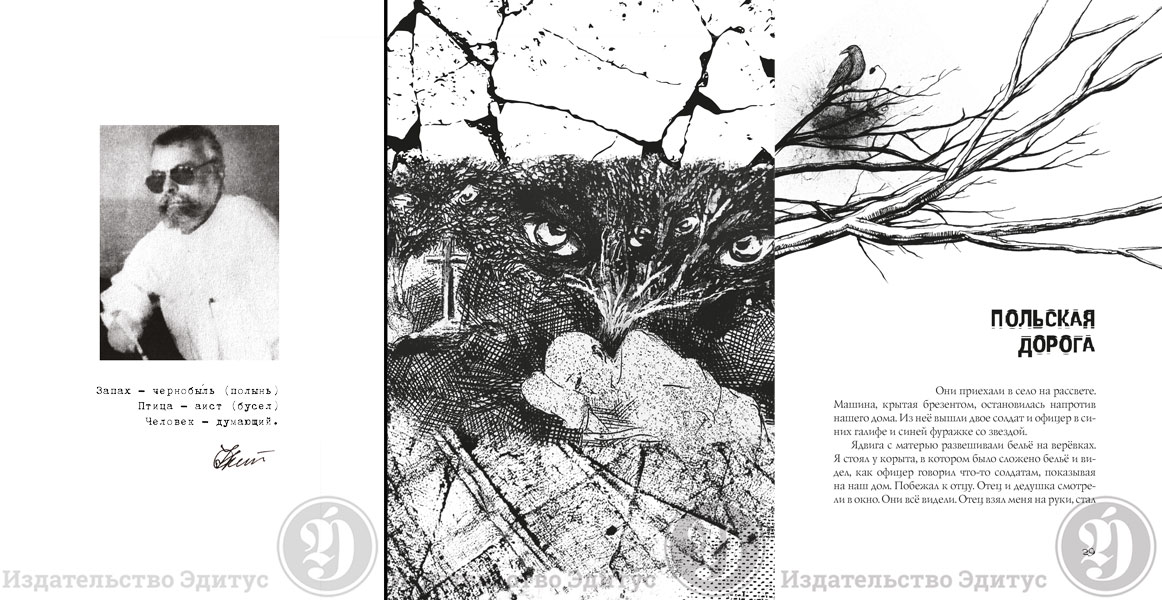 Запах – чернобы́ль (полынь)
Птица – аист (бусел)
Человек – думающий.
ПОЛЬСКАЯ
ДОРОГА
Они приехали в село на рассвете.
Машина, крытая брезентом, остановилась напротив
нашего дома. Из неё вышли двое солдат и офицер в си-
них галифе и синей фуражке со звездой.
Ядвига с матерью развешивали бельё на верёвках.
Я стоял у корыта, в котором было сложено бельё и ви-
дел, как офицер говорил что-то солдатам, показывая
на наш дом. Побежал к отцу. Отец и дедушка смотре-
ли в окно. Они всё видели. Отец взял меня на руки, стал
29
Издательство Эдитус
во Эдитус
Издательство Эдитус